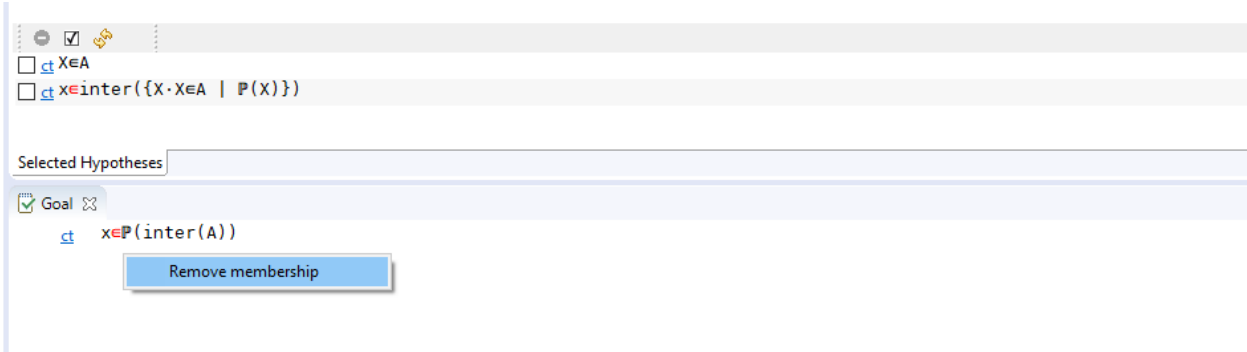 ct X∈A
ct x∈inter({X·X∈A | ℙ(X)})
Selected Hypotheses
Goal
ct x∈ℙ(inter(A))
Remove membership